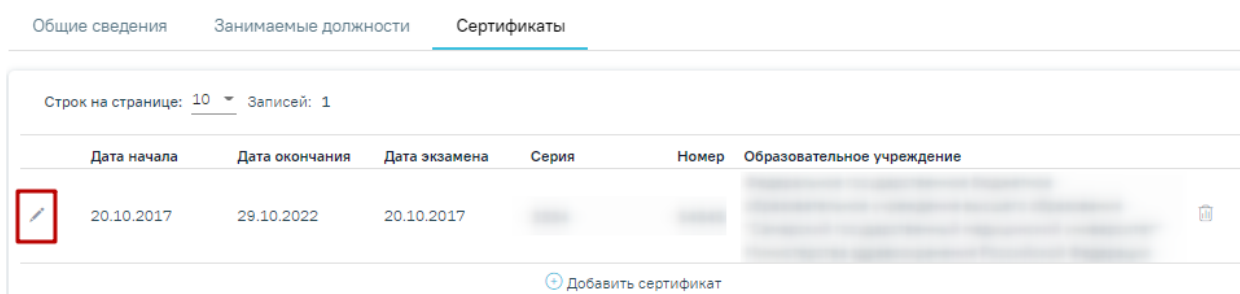 Общие сведения Занимаемые должности Сертификаты
Строк на странице: 10 Записей: 1
Дата начала Дата окончания Дата экзамена Серия Номер Образовательное учреждение
20.10.2017 29.10.2022 20.10.2017
Добавить сертификат